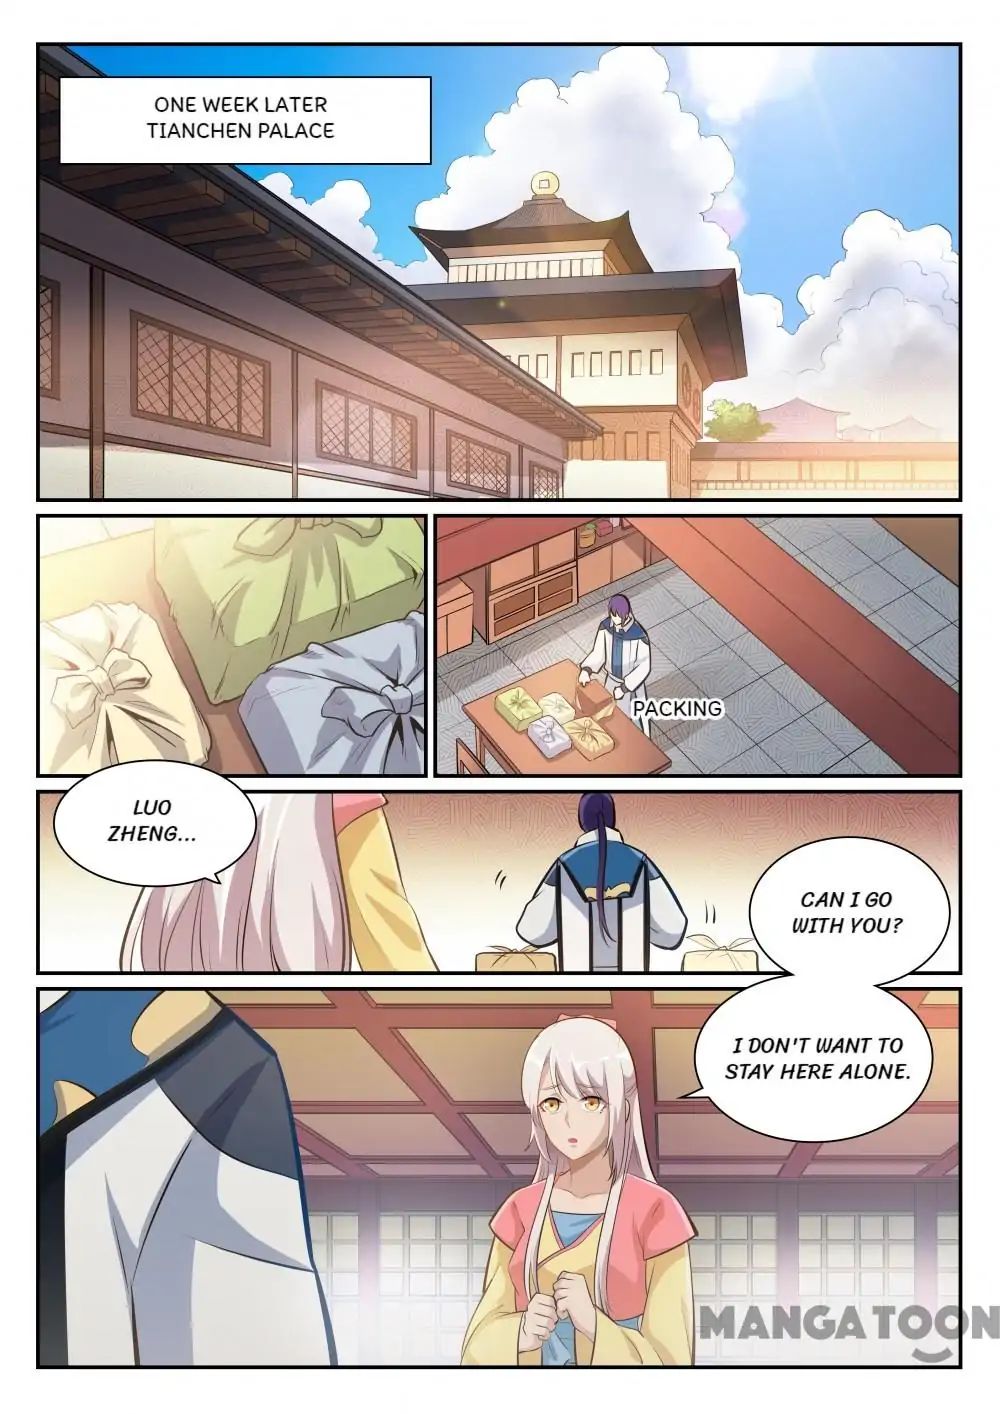 ONE WEEK LATER
TIANCHEN PALACE
PACKING
LUO
ZHENG...
CAN I GO
WITH YOU?
I DON'T WANT TO
STAY HERE ALONE.
MANGATOON